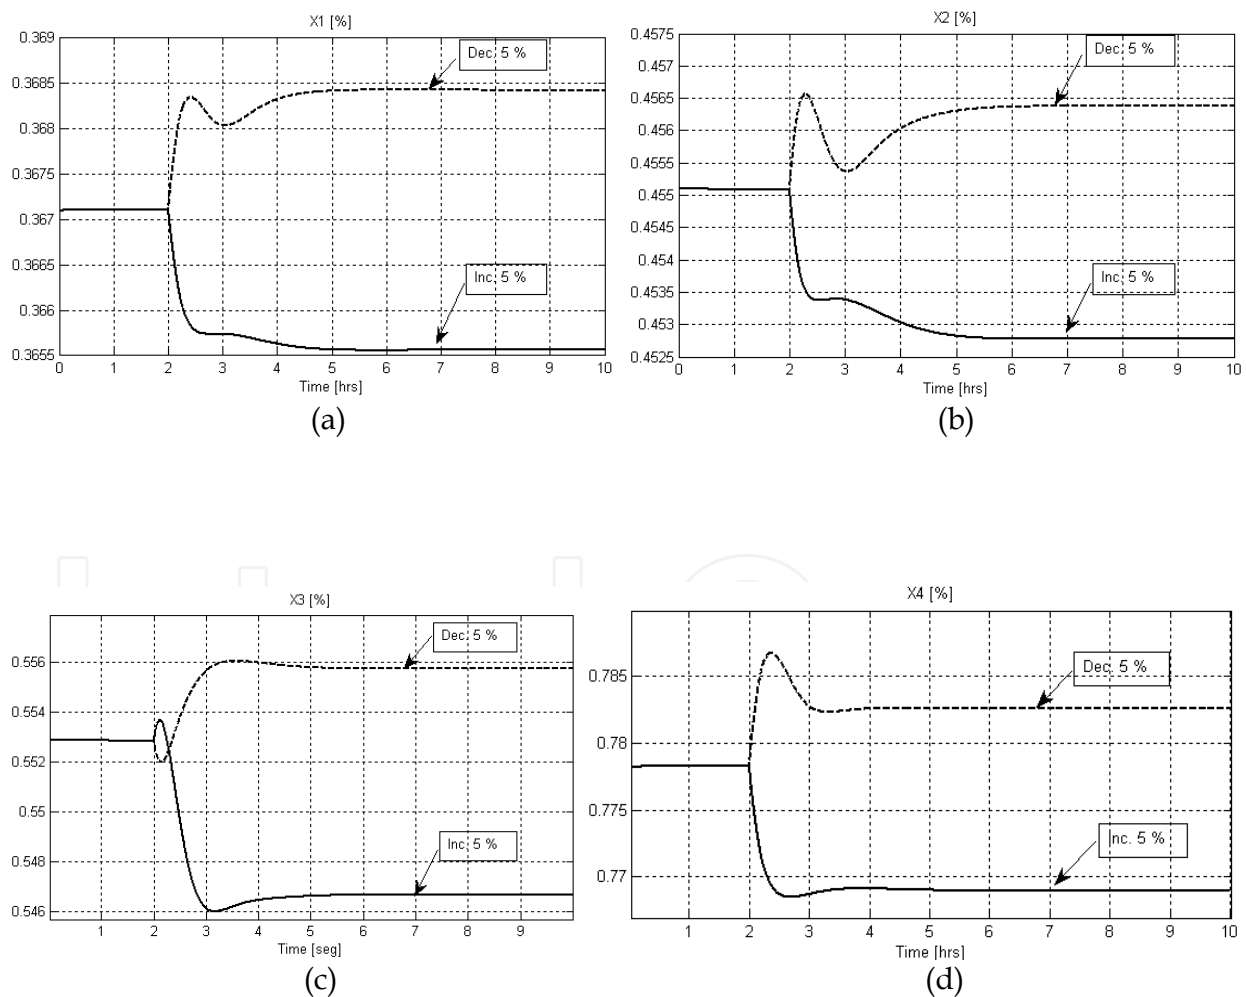 X1 [%]
0.369
0.3685
0.368
0.3675
0.367
0.3665
0.366
0.3655
Dec. 5 %
Inc. 5 %
0 1 2 3 4 5 6 7 8 9 10
Time [hrs]
(a)
X2 [%]
0.4575
0.457
0.4565
0.456
0.4555
0.455
0.4545
0.454
0.4535
0.453
0.4525
Dec. 5 %
Inc. 5 %
0 1 2 3 4 5 6 7 8 9 10
Time [hrs]
(b)
X3 [%]
0.556
0.554
0.552
0.55
0.548
0.546
Dec. 5 %
Inc. 5 %
1 2 3 4 5 6 7 8 9
Time [seg]
(c)
X4 [%]
0.785
0.78
0.775
0.77
Dec. 5 %
Inc. 5 %
1 2 3 4 5 6 7 8 9 10
Time [hrs]
(d)